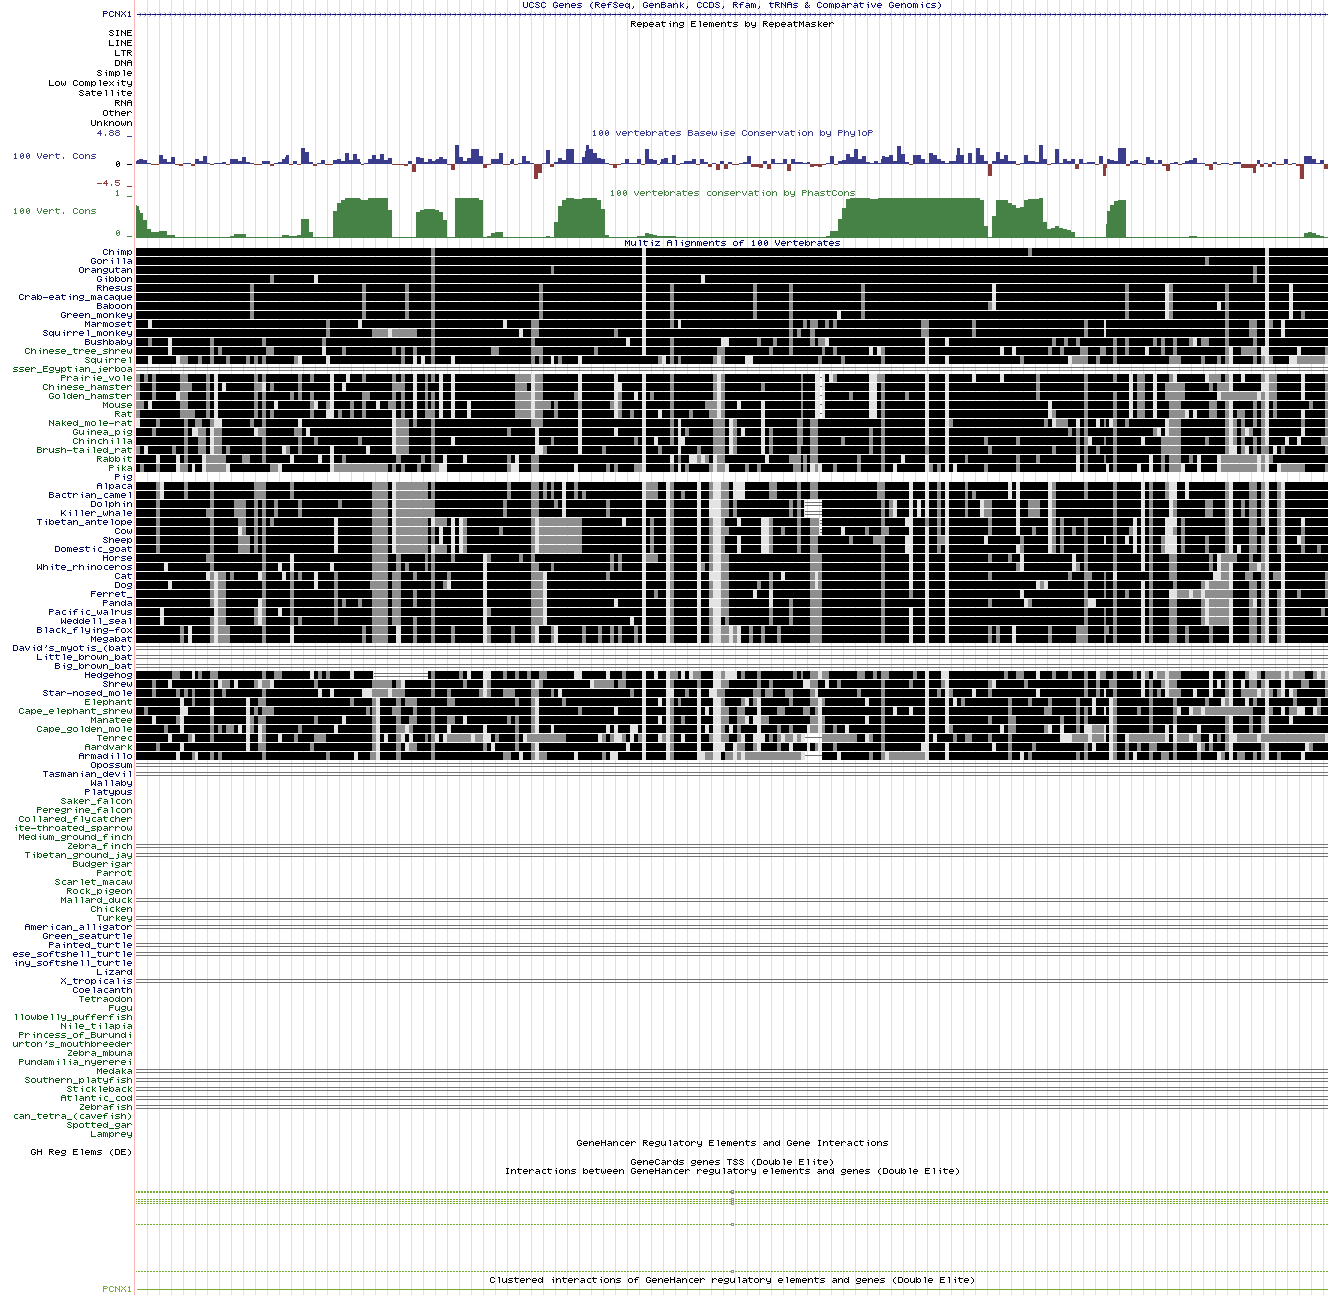 UCSC Genes (RefSeq, GenBank, CCDS, Rfam, tRNAs & Comparative Genomics)
PCNX1
Repeating Elements by RepeatMasker
SINE
LINE
LTR
DNA
Simple
Low Complexity
Satellite
RNA
Other
Unknown
4.88 _
100 vertebrates Basewise Conservation by PhyloP
100 Vert. Cons
0 _
-4.5 _
100 vertebrates conservation by PhastCons
1 _
100 Vert. Cons
0 _
Multiz Alignments of 100 Vertebrates
Chimp
Gorilla
Orangutan
Gibbon
Rhesus
Crab-eating_macaque
Baboon
Green_monkey
Marmoset
Squirrel_monkey
Bushbaby
Chinese_tree_shrew
Squirrel
sser_Egyptian_jerboa
Prairie_vole
Chinese_hamster
Golden_hamster
Mouse
Rat
Naked_mole-rat
Guinea_pig
Chinchilla
Brush-tailed_rat
Rabbit
Pika
Pig
Alpaca
Bactrian_camel
Dolphin
Killer_whale
Tibetan_antelope
Cow
Sheep
Domestic_goat
Horse
White_rhinoceros
Cat
Dog
Ferret_
Panda
Pacific_walrus
Weddell_seal
Black_flying-fox
Megabat
David's_myotis_(bat)
Little_brown_bat
Big_brown_bat
Hedgehog
Shrew
Star-nosed_mole
Elephant
Cape_elephant_shrew
Manatee
Cape_golden_mole
Tenrec
Aardvark
Armadillo
Opossum
Tasmanian_devil
Wallaby
Platypus
Saker_falcon
Peregrine_falcon
Collared_flycatcher
ite-throated_sparrow
Medium_ground_finch
Zebra_finch
Tibetan_ground_jay
Budgerigar
Parrot
Scarlet_macaw
Rock_pigeon
Mallard_duck
Chicken
Turkey
American_alligator
Green_seaturtle
Painted_turtle
ese_softshell_turtle
iny_softshell_turtle
Lizard
X_tropicalis
Coelacanth
Tetraodon
Fugu
llowbelly_pufferfish
Nile_tilapia
Princess_of_Burundi
urton's_mouthbreeder
Zebra_mbuna
Pundamilia_nyererei
Medaka
Southern_platyfish
Stickleback
Atlantic_cod
Zebrafish
can_tetra_(cavefish)
Spotted_gar
Lamprey
GeneHancer Regulatory Elements and Gene Interactions
GH Reg Elems (DE)
GeneCards genes TSS (Double Elite)
Interactions between GeneHancer regulatory elements and genes (Double Elite)
Clustered interactions of GeneHancer regulatory elements and genes (Double Elite)
PCNX1